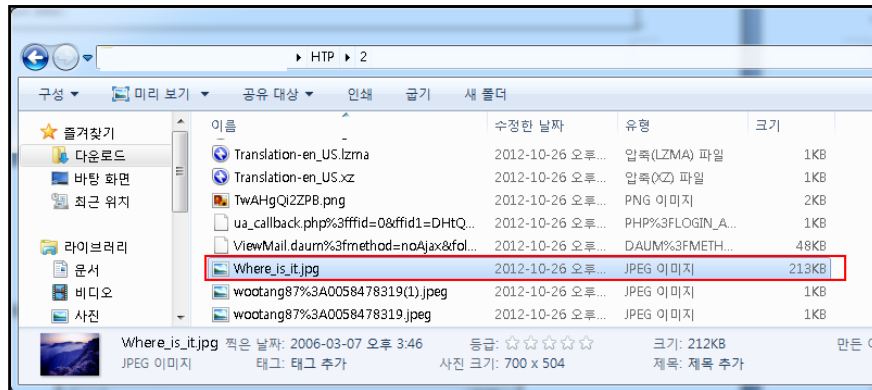 HTP ▸ 2
구성 ▼ 미리 보기 ▼ 공유 대상 ▼ 인쇄 굽기 새 폴더
이름 수정한 날짜 유형 크기
즐겨찾기
다운로드
바탕 화면
최근 위치
라이브러리
문서
비디오
사진
Translation-en_US.lzma 2012-10-26 오후... 압축(LZMA) 파일 1KB
Translation-en_US.xz 2012-10-26 오후... 압축(XZ) 파일 1KB
TwAHgQi2ZPB.png 2012-10-26 오후... PNG 이미지 2KB
ua_callback.php%3fffid=0&ffid1=DHtQ... 2012-10-26 오후... PHP%3FLOGIN_A... 1KB
ViewMail.daum%3fmethod=noAjax&fol... 2012-10-26 오후... DAUM%3FMETH... 48KB
Where_is_it.jpg 2012-10-26 오후... JPEG 이미지 213KB
wootang87%3A0058478319(1).jpeg 2012-10-26 오후... JPEG 이미지 1KB
wootang87%3A0058478319.jpeg 2012-10-26 오후... JPEG 이미지 1KB
Where_is_it.jpg 찍은 날짜: 2006-03-07 오후 3:46 등급: ☆☆☆☆☆ 크기: 212KB 만든
JPEG 이미지 태그: 태그 추가 사진 크기: 700 x 504 제목: 제목 추가